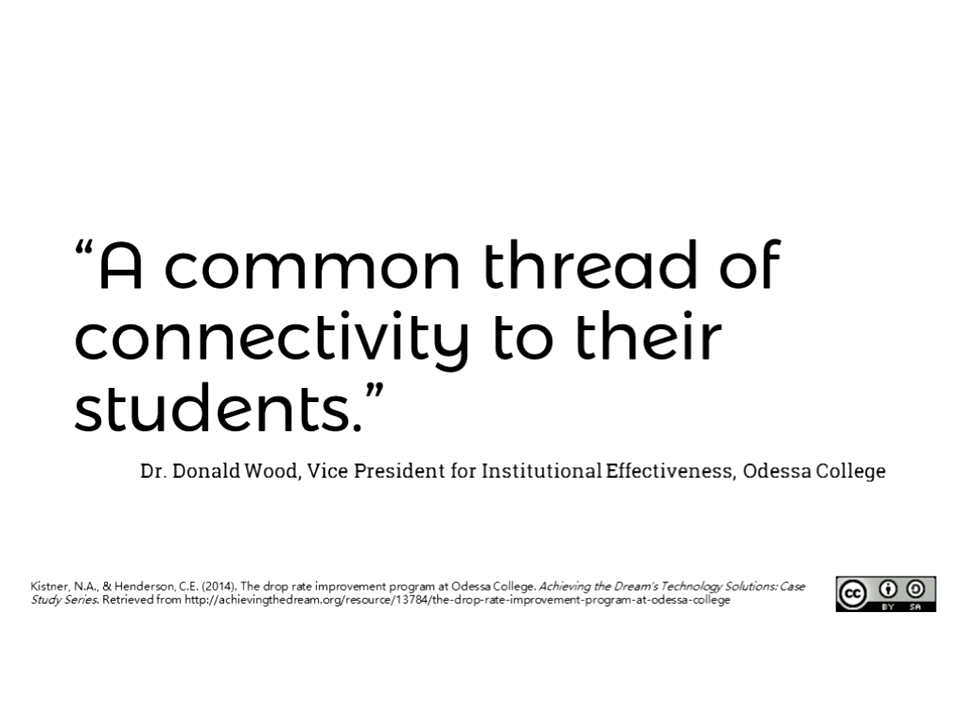 “A common thread of
connectivity to their
students.”
Dr. Donald Wood, Vice President for Institutional Effectiveness, Odessa College
Kistner, N.A., & Henderson, C.E. (2014). The drop rate improvement program at Odessa College. Achieving the Dream’s Technology Solutions: Case
Study Series. Retrieved from http://achievingthedream.org/resource/13784/the-drop-rate-improvement-program-at-odessa-college
cc
BY SA